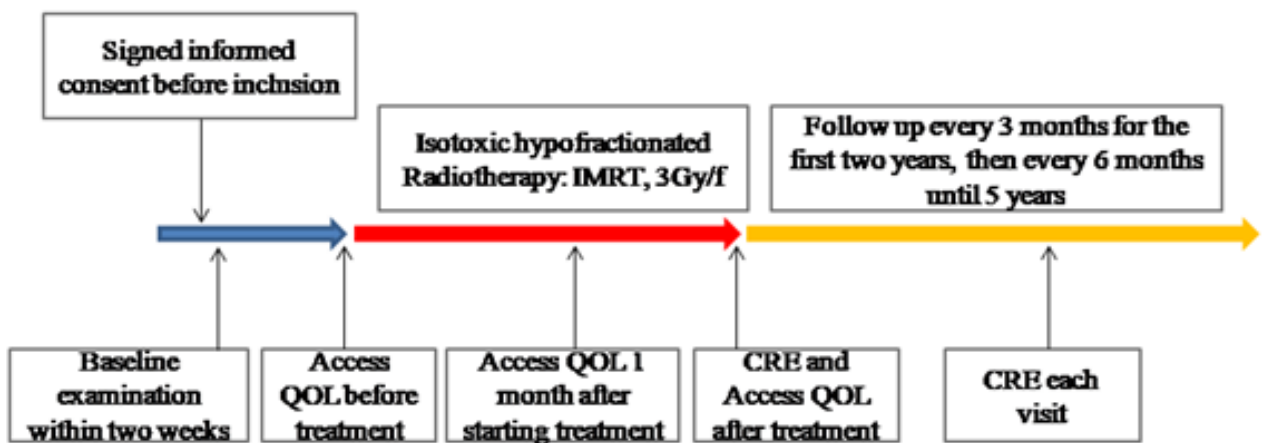 Signed informed
consent before inclusion
Isotoxic hypofractionated
Radiotherapy: IMRT, 3Gy/f
Follow up every 3 months for the
first two years, then every 6 months
until 5 years
Baseline
examination
within two weeks
Access
QOL before
treatment
Access QOL 1
month after
starting treatment
CRE and
Access QOL
after treatment
CRE each
visit